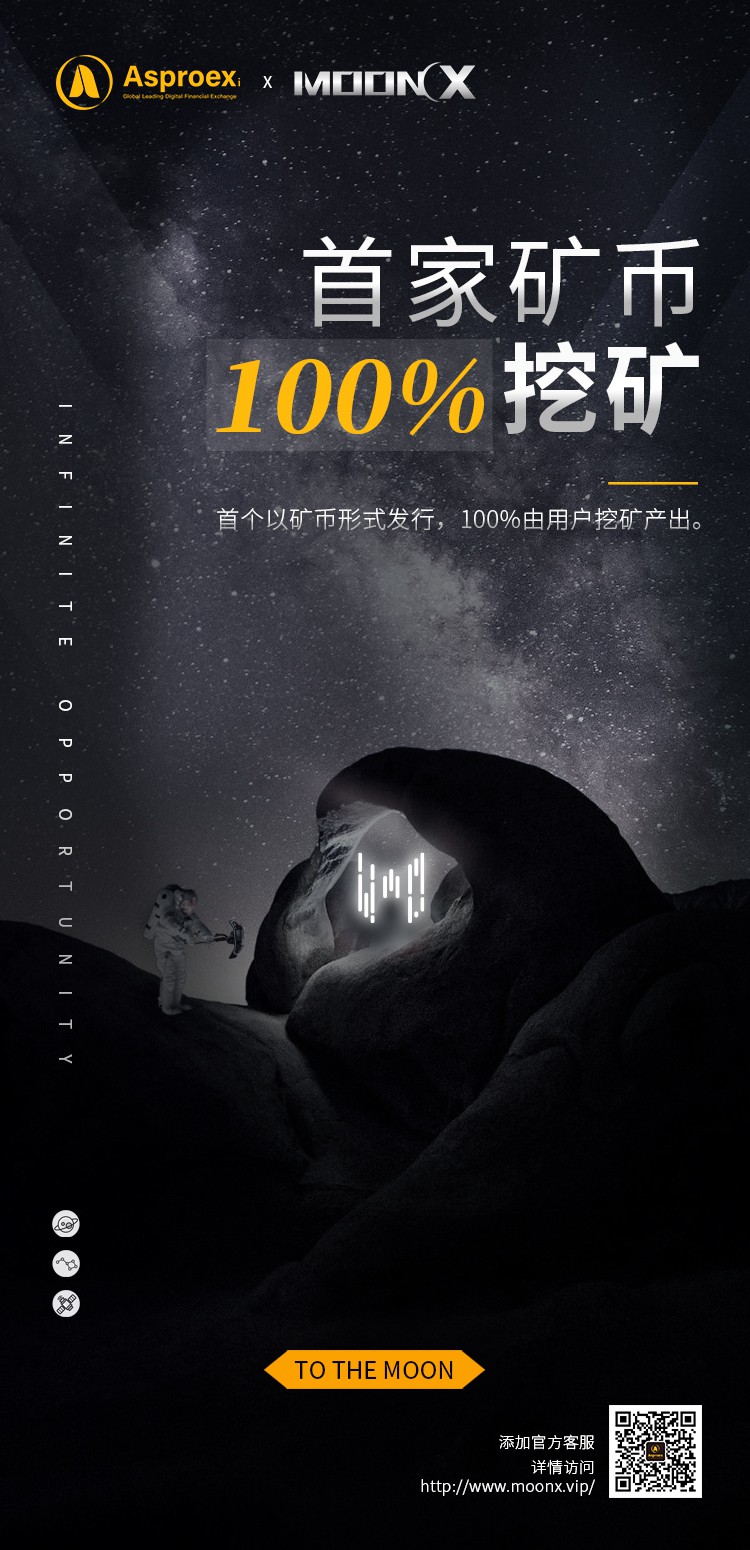 Asproex
Global Leading Digital Financial Exchange
x
MOONX
首家矿币
100%挖矿
首个以矿币形式发行，100%由用户挖矿产出。
INFINITE OPPORTUNITY
TO THE MOON
添加官方客服
详情访问
http://www.moonx.vip/
Asproex